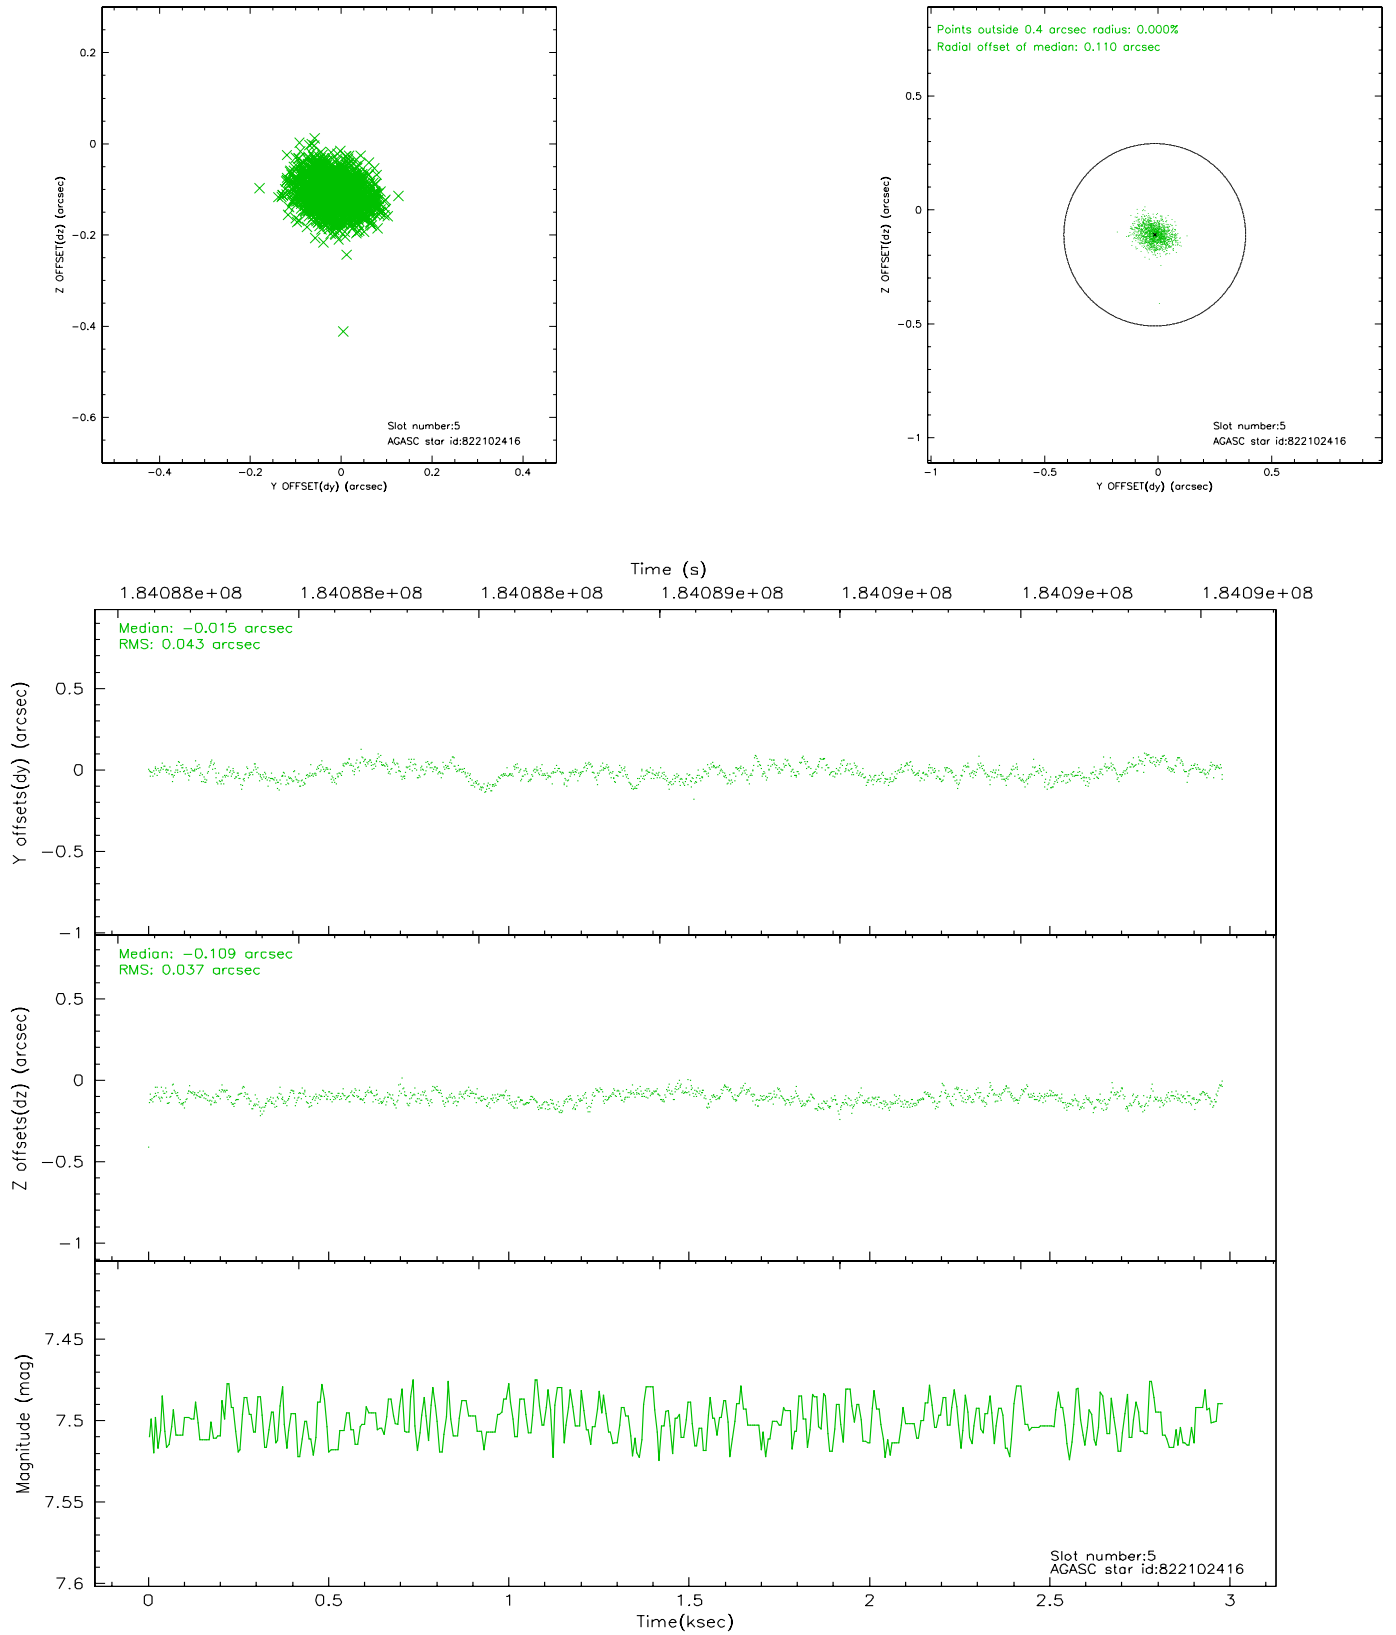 0.2
0
-0.2
-0.4
-0.6
Z OFFSET(dz) (arcsec)
Slot number:5
AGASC star id:822102416
-0.4
-0.2
0
0.2
0.4
Y OFFSET(dy) (arcsec)
Points outside 0.4 arcsec radius: 0.000%
Radial offset of median: 0.110 arcsec
0.5
0
-0.5
-1
Z OFFSET(dz) (arcsec)
Slot number:5
AGASC star id:822102416
-1
-0.5
0
0.5
Y OFFSET(dy) (arcsec)
Time (s)
1.84088e+08
1.84088e+08
1.84088e+08
1.84089e+08
1.8409e+08
1.8409e+08
1.8409e+08
Median: -0.015 arcsec
RMS: 0.043 arcsec
0.5
0
-0.5
-1
Y offsets(dy) (arcsec)
Median: -0.109 arcsec
RMS: 0.037 arcsec
0.5
0
-0.5
-1
Z offsets(dz) (arcsec)
7.45
7.5
7.55
7.6
Magnitude (mag)
Slot number:5
AGASC star id:822102416
0
0.5
1
1.5
2
2.5
3
Time(ksec)